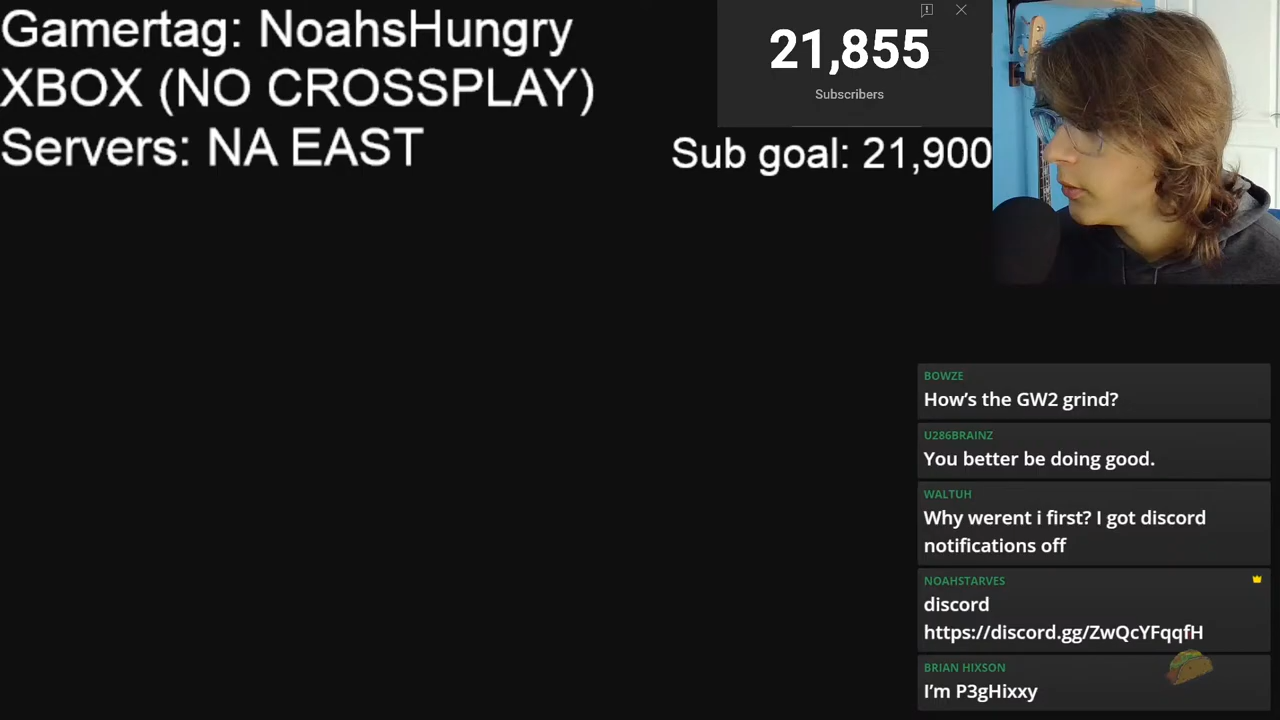 Gamertag: NoahsHungry
XBOX (NO CROSSPLAY)
Servers: NA EAST
21,855
Subscribers
Sub goal: 21,900
BOWZE
How's the GW2 grind?
U286BRAINZ
You better be doing good.
WALTUH
Why werent i first? I got discord
notifications off
NOAHSTARVES
discord
https://discord.gg/ZwQcYFqqfH
BRIAN HIXSON
I'm P3gHixxy